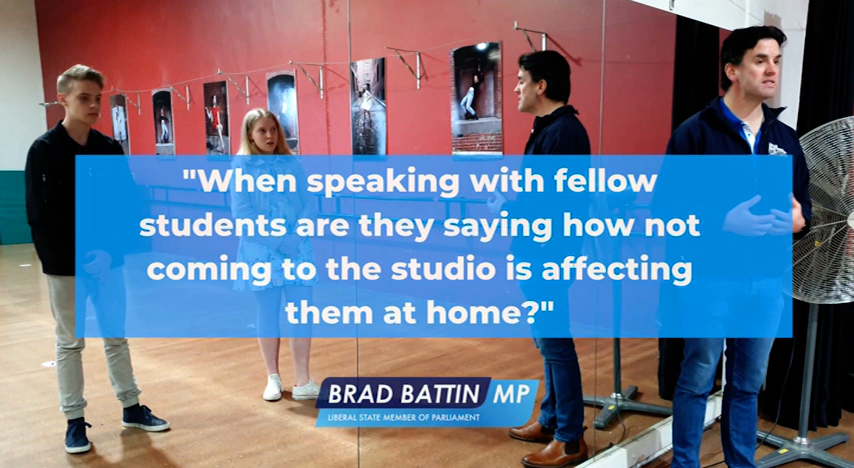 "When speaking with fellow
students are they saying how not
coming to the studio is affecting
them at home?"
BRAD BATTIN MP
LIBERAL STATE MEMBER OF PARLIAMENT